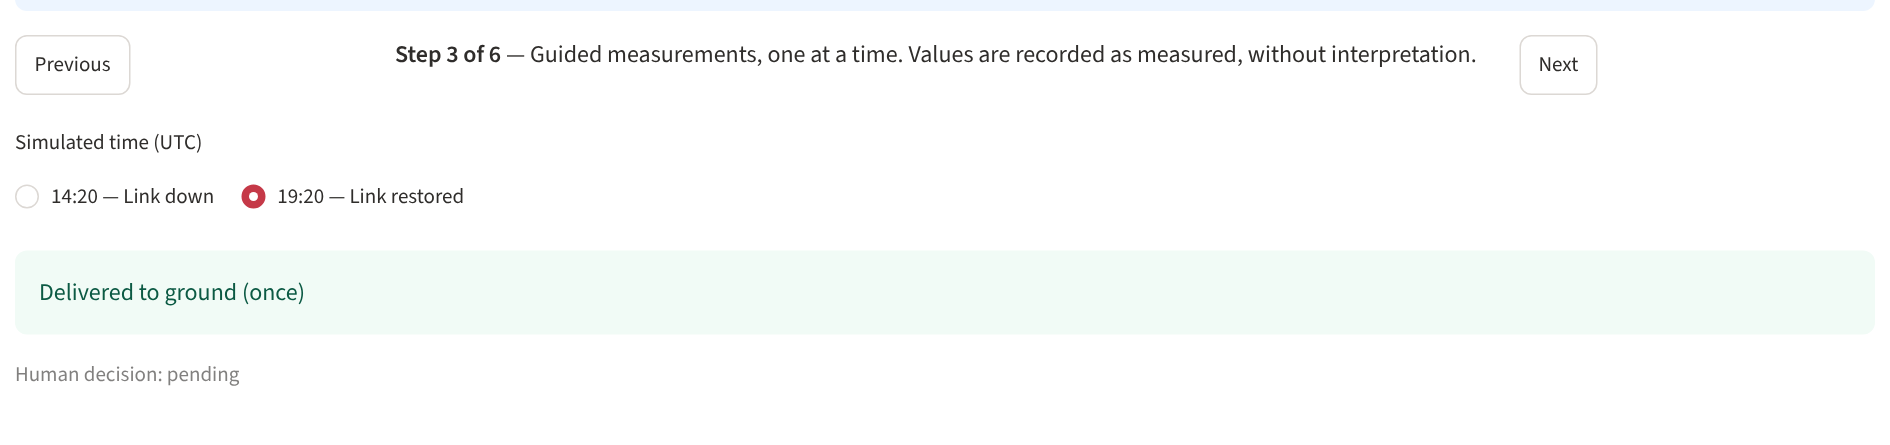 Previous
Step 3 of 6 — Guided measurements, one at a time. Values are recorded as measured, without interpretation.
Next
Simulated time (UTC)
14:20 — Link down
19:20 — Link restored
Delivered to ground (once)
Human decision: pending